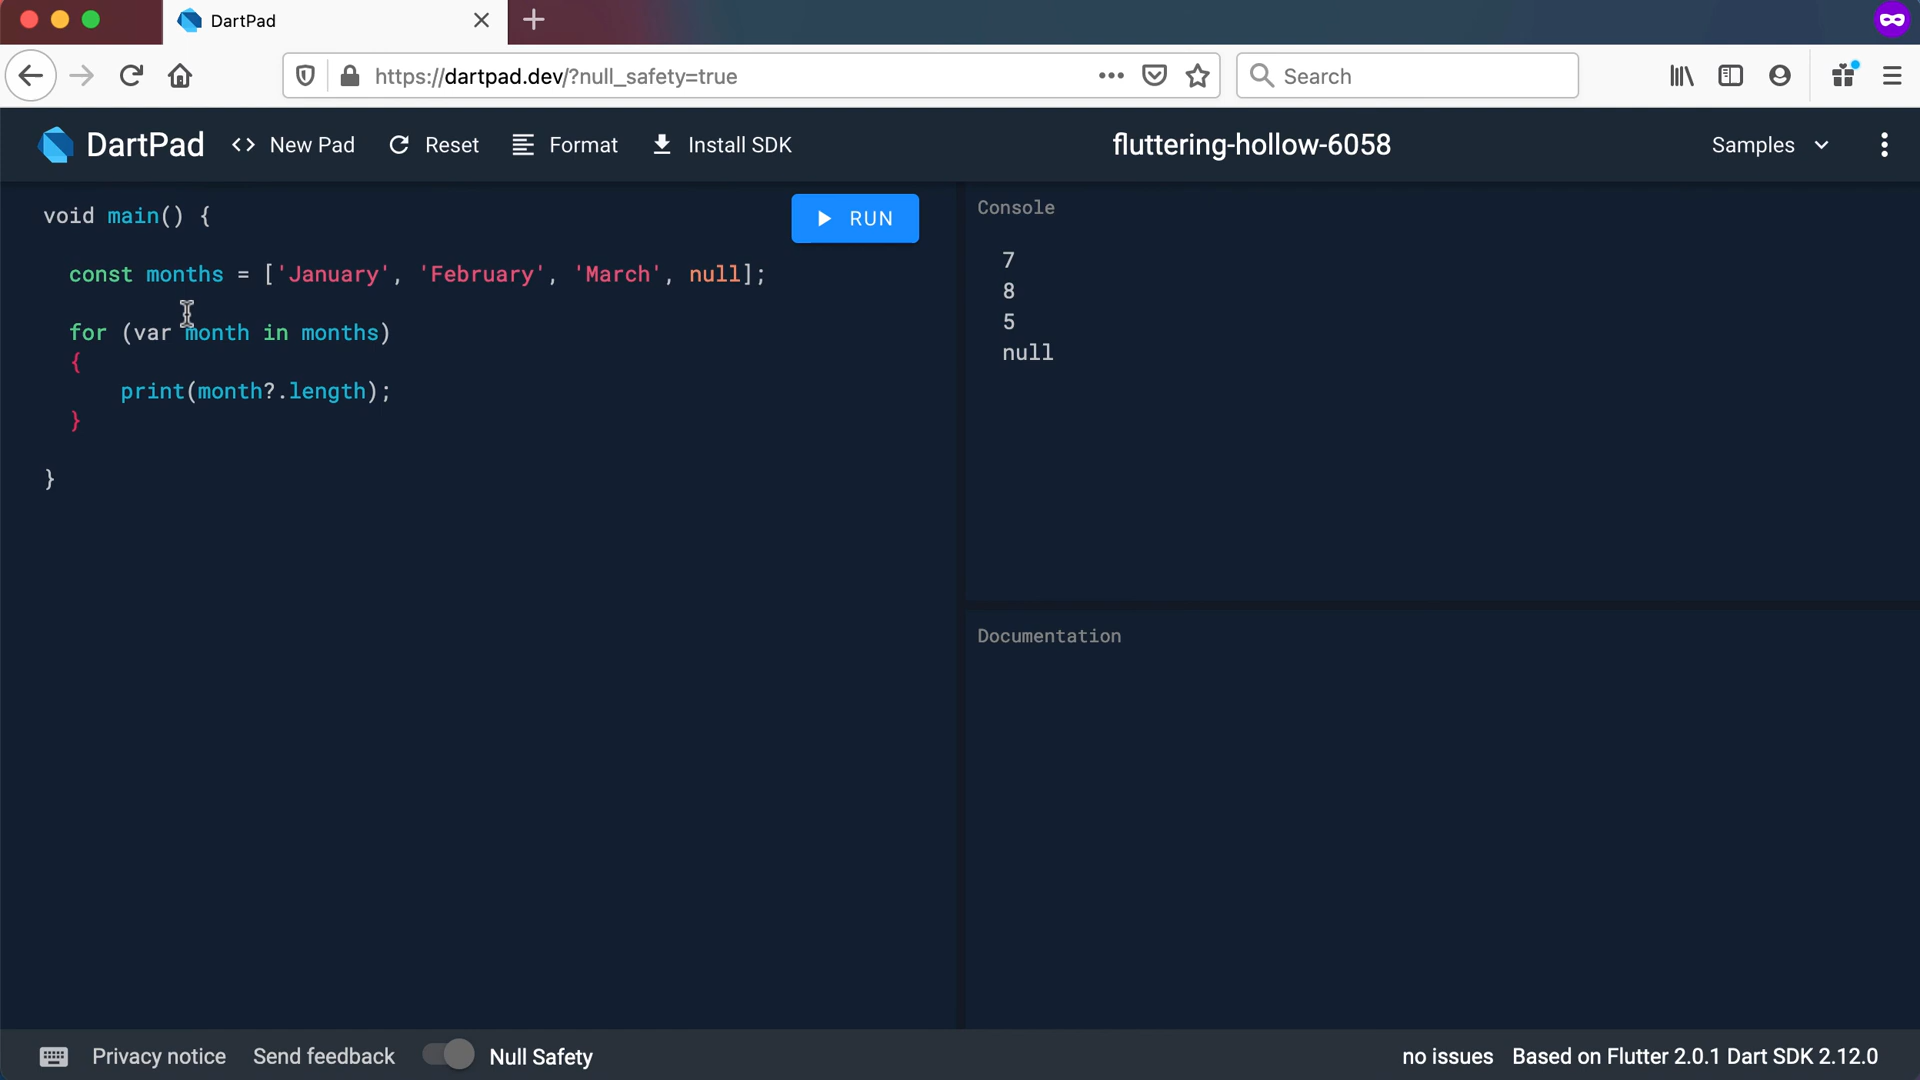 DartPad
https://dartpad.dev/?null_safety=true
Search
DartPad
<> New Pad
Reset
Format
Install SDK
fluttering-hollow-6058
Samples
void main() {
RUN
const months = ['January', 'February', 'March', null];
for (var month in months)
{
print(month?.length);
}
}
Console
7
8
5
null
Documentation
Privacy notice
Send feedback
Null Safety
no issues
Based on Flutter 2.0.1 Dart SDK 2.12.0